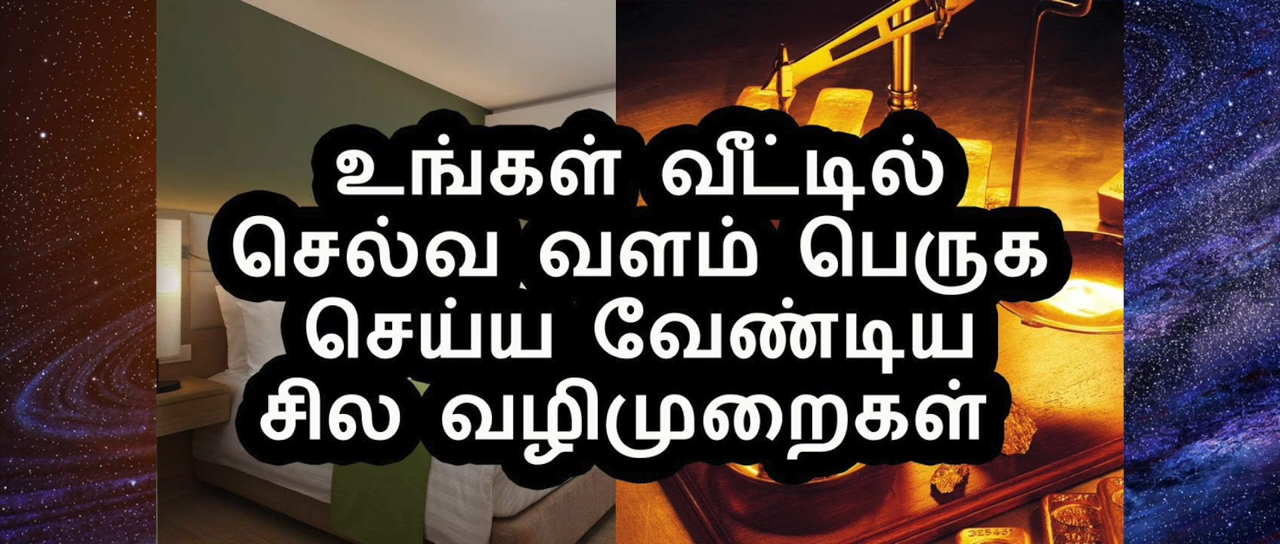 உங்கள் வீட்டில்
செல்வ வளம் பெருக
செய்ய வேண்டிய
சில வழிமுறைகள்